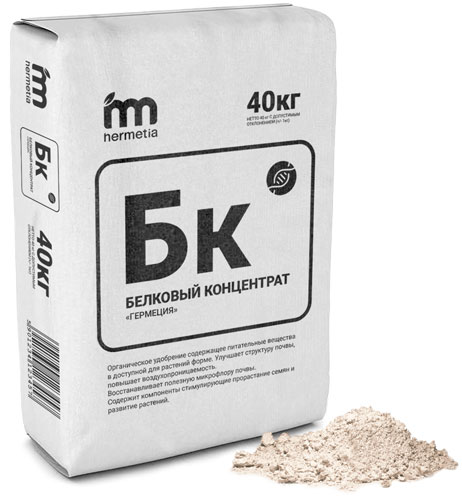 hermetia
40кг
НЕТТО 40 кг С ДОПУСТИМЫМ
ОТКЛОНЕНИЕМ (+/- 1кг)
Бк
БЕЛКОВЫЙ КОНЦЕНТРАТ
«ГЕРМЕЦИЯ»
Органическое удобрение содержащее питательные вещества
в доступной для растений форме. Улучшает структуру почвы,
повышает воздухопроницаемость.
Восстанавливает полезную микрофлору почвы.
Содержит компоненты стимулирующие прорастание семян и
развитие растений.
hermetia
Бк
БЕЛКОВЫЙ КОНЦЕНТРАТ
40кг